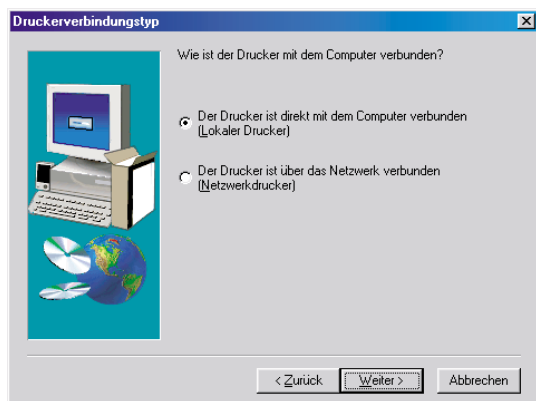 Druckerverbindungstyp
Wie ist der Drucker mit dem Computer verbunden?
Der Drucker ist direkt mit dem Computer verbunden
(Lokaler Drucker)
Der Drucker ist über das Netzwerk verbunden
(Netzwerkdrucker)
< Zurück
Weiter >
Abbrechen